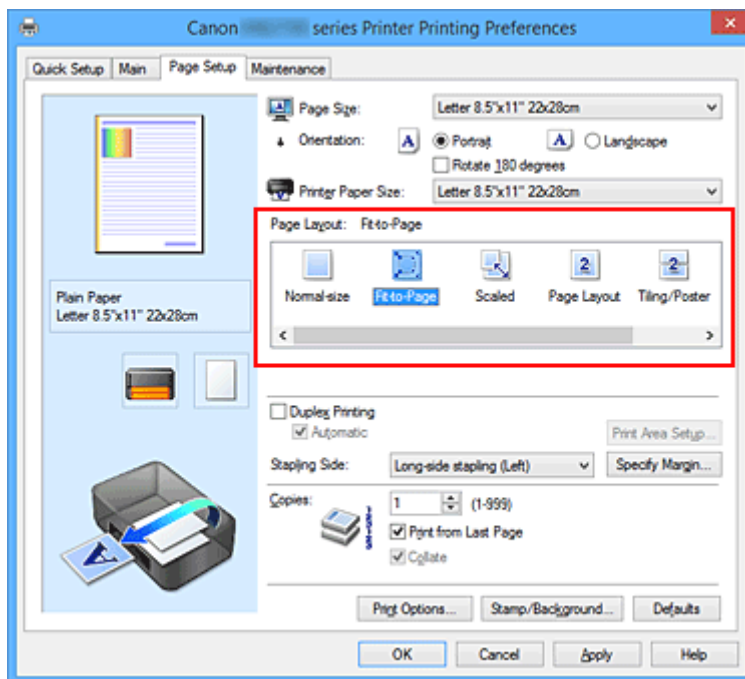 Canon series Printer Printing Preferences
Quick Setup Main Page Setup Maintenance
Page Size: Letter 8.5"x11" 22x28cm
Orientation: A Portrait A Landscape
Rotate 180 degrees
Printer Paper Size: Letter 8.5"x11" 22x28cm
Page Layout: Fit-to-Page
Normal-size Fit-to-Page Scaled Page Layout Tiling/Poster
Plain Paper
Letter 8.5"x11" 22x28cm
Duplex Printing
Automatic
Print Area Setup...
Stapling Side: Long-side stapling (Left) Specify Margin...
Copies: 1 (1-999)
Print from Last Page
Collate
Print Options... Stamp/Background... Defaults
OK Cancel Apply Help